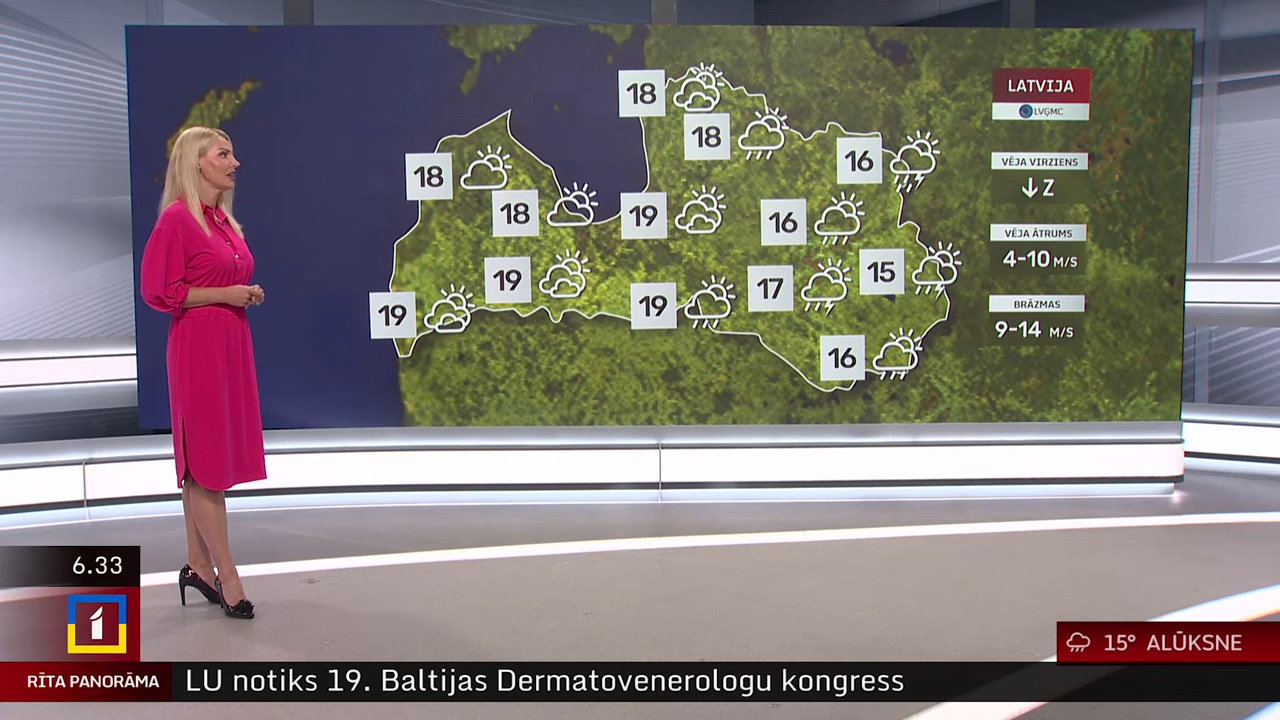 18
18
16
18
18
19
16
19
17
15
19
19
16
LATVIJA
LVĢMC
VĒJA VIRZIENS
Z
VĒJA ĀTRUMS
4-10 M/S
BRĀZMAS
9-14 M/S
6.33
1
15° ALŪKSNE
RĪTA PANORĀMA
LU notiks 19. Baltijas Dermatovenerologu kongress